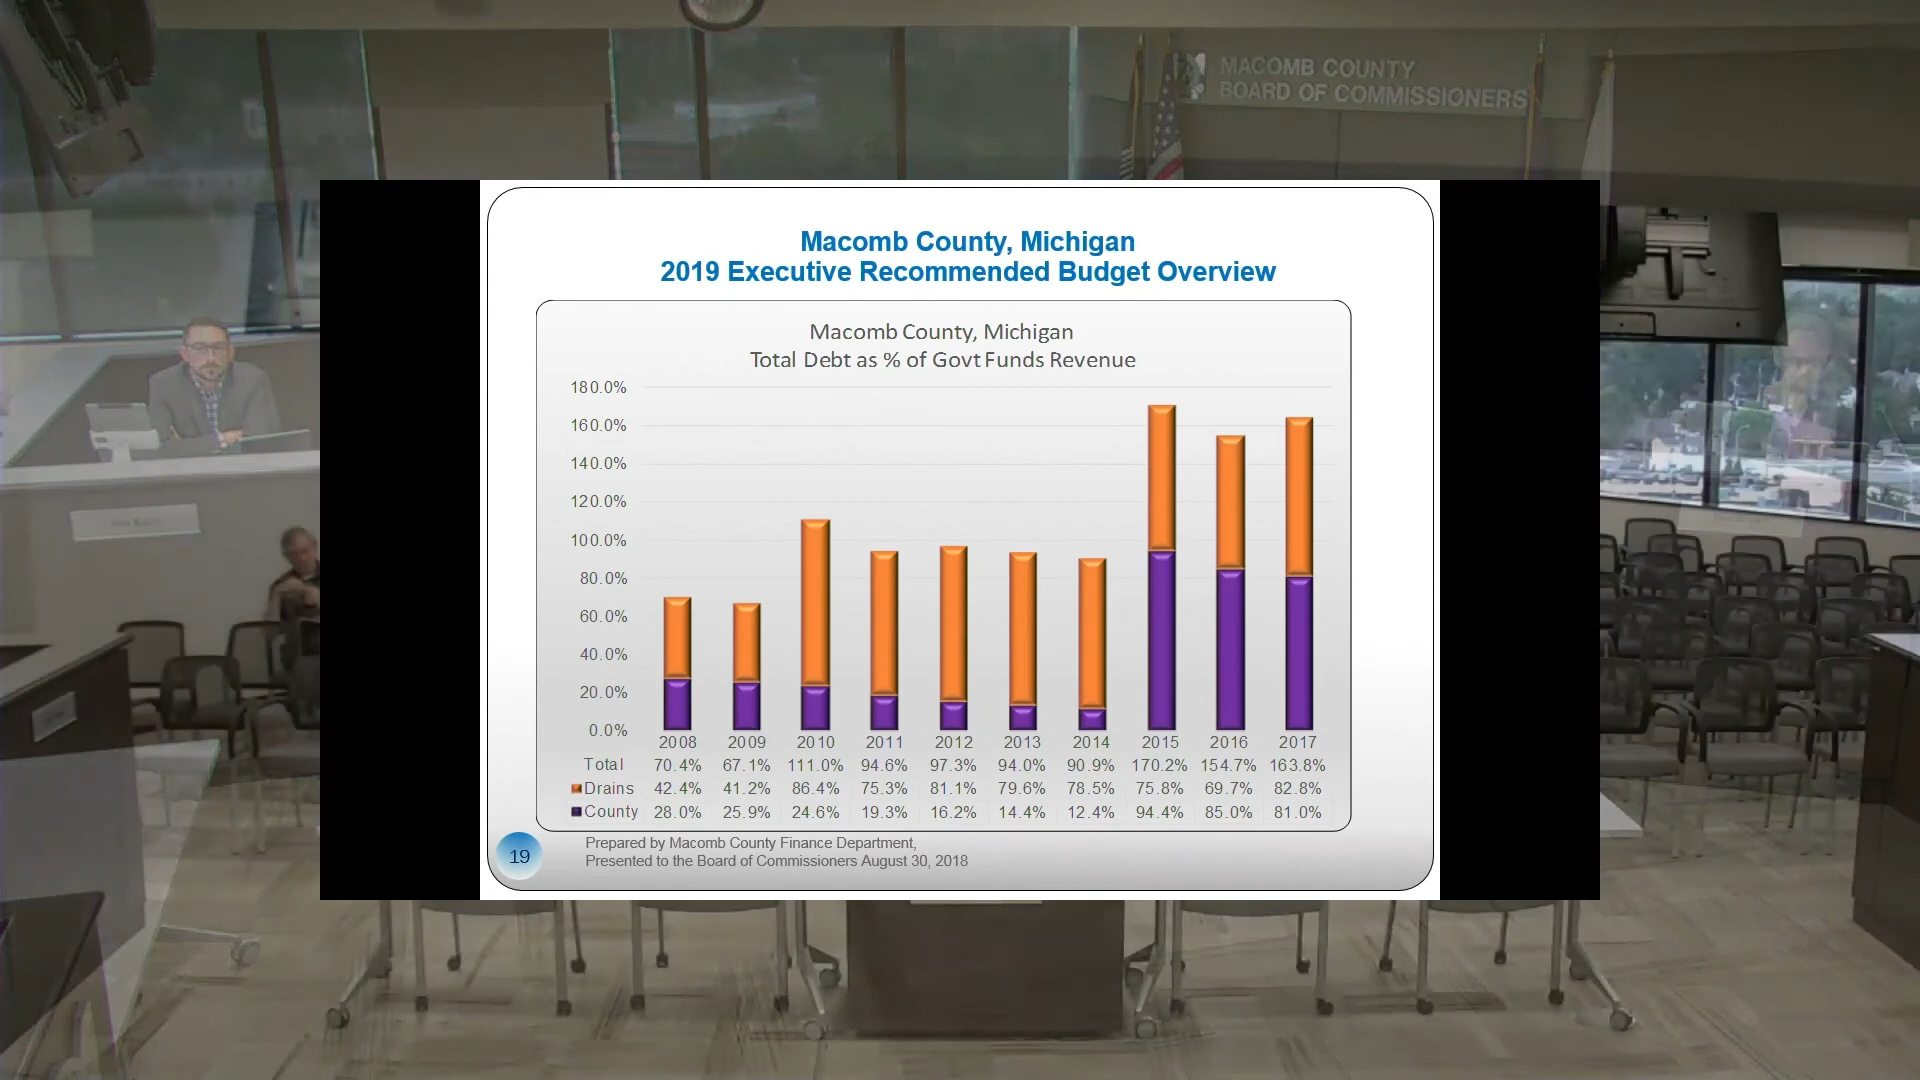 MACOMB COUNTY
BOARD OF COMMISSIONERS
Macomb County, Michigan
2019 Executive Recommended Budget Overview
Macomb County, Michigan
Total Debt as % of Govt Funds Revenue
180.0%
160.0%
140.0%
120.0%
100.0%
80.0%
60.0%
40.0%
20.0%
0.0%
2008 2009 2010 2011 2012 2013 2014 2015 2016 2017
Total 70.4% 67.1% 111.0% 94.6% 97.3% 94.0% 90.9% 170.2% 154.7% 163.8%
Drains 42.4% 41.2% 86.4% 75.3% 81.1% 79.6% 78.5% 75.8% 69.7% 82.8%
County 28.0% 25.9% 24.6% 19.3% 16.2% 14.4% 12.4% 94.4% 85.0% 81.0%
Prepared by Macomb County Finance Department,
Presented to the Board of Commissioners August 30, 2018
19